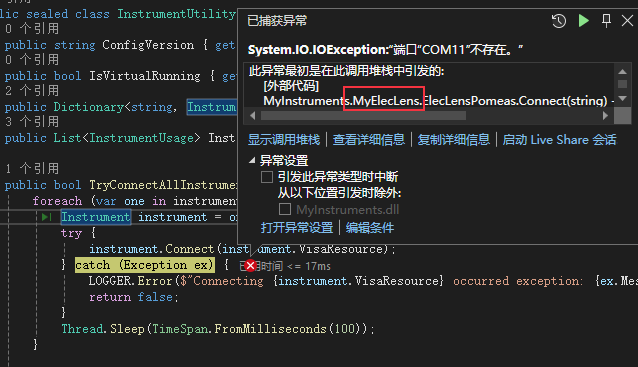 ublic sealed class InstrumentUtility
0 个引用
public string ConfigVersion { get
0 个引用
public bool IsVirtualRunning { ge
2 个引用
public Dictionary<string, Instrum
3 个引用
public List<InstrumentUsage> Inst
1 个引用
public bool TryConnectAllInstrumen
foreach (var one in instrument
Instrument instrument = on
try {
instrument.Connect(instrument.VisaResource);
} catch (Exception ex) { 已用时间 <= 17ms
LOGGER.Error($"Connecting {instrument.VisaResource} occurred exception: {ex.Mes
return false;
}
Thread.Sleep(TimeSpan.FromMilliseconds(100));
}
已捕获异常
System.IO.IOException:“端口“COM11”不存在。”
此异常最初是在此调用堆栈中引发的:
[外部代码]
MyInstruments.MyElecLens.ElecLensPomeas.Connect(string)
显示调用堆栈 | 查看详细信息 | 复制详细信息 | 启动 Live Share 会话
异常设置
引发此异常类型时中断
从以下位置引发时除外:
MyInstruments.dll
打开异常设置 | 编辑条件